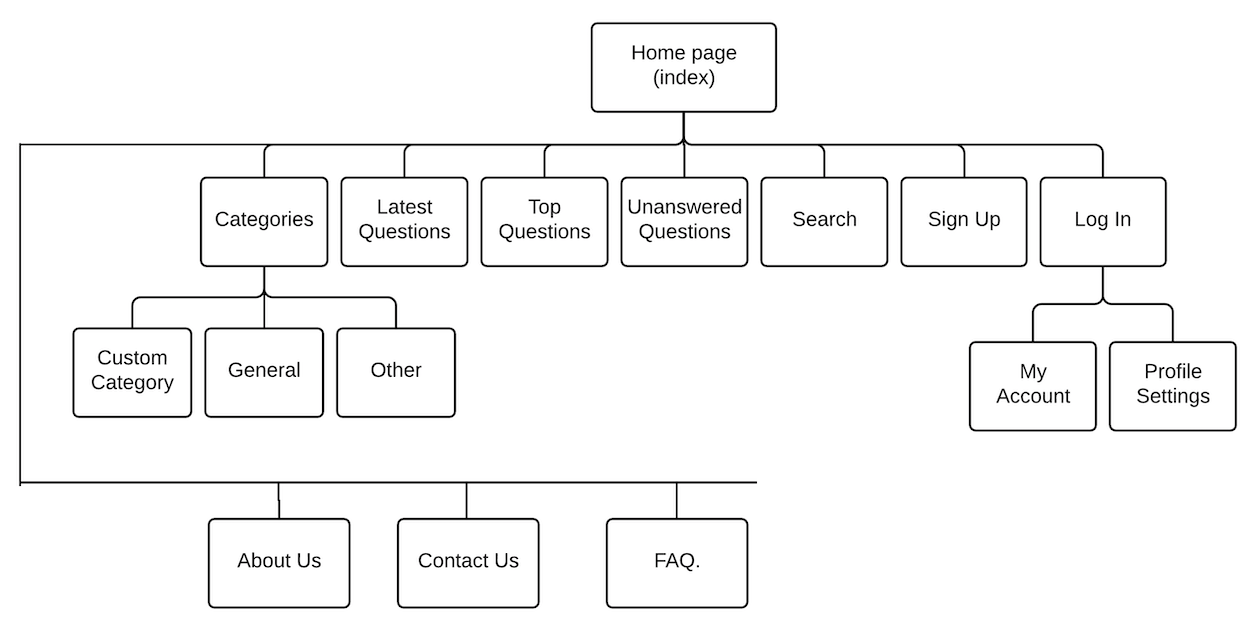 Home page
(index)
Categories
Latest
Questions
Top
Questions
Unanswered
Questions
Search
Sign Up
Log In
Custom
Category
General
Other
My
Account
Profile
Settings
About Us
Contact Us
FAQ.